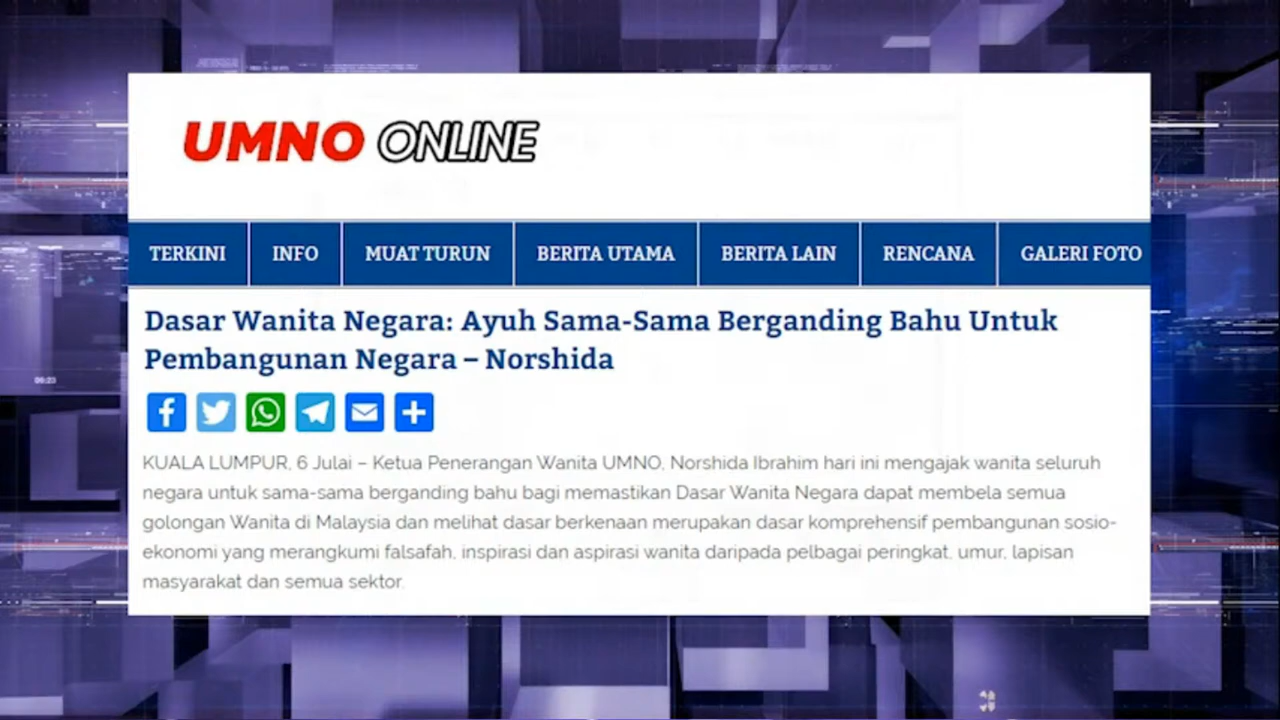 UMNO ONLINE
TERKINI INFO MUAT TURUN BERITA UTAMA BERITA LAIN RENCANA GALERI FOTO
Dasar Wanita Negara: Ayuh Sama-Sama Berganding Bahu Untuk
Pembangunan Negara – Norshida
KUALA LUMPUR, 6 Julai – Ketua Penerangan Wanita UMNO, Norshida Ibrahim hari ini mengajak wanita seluruh
negara untuk sama-sama berganding bahu bagi memastikan Dasar Wanita Negara dapat membela semua
golongan Wanita di Malaysia dan melihat dasar berkenaan merupakan dasar komprehensif pembangunan sosio-
ekonomi yang merangkumi falsafah, inspirasi dan aspirasi wanita daripada pelbagai peringkat, umur, lapisan
masyarakat dan semua sektor.